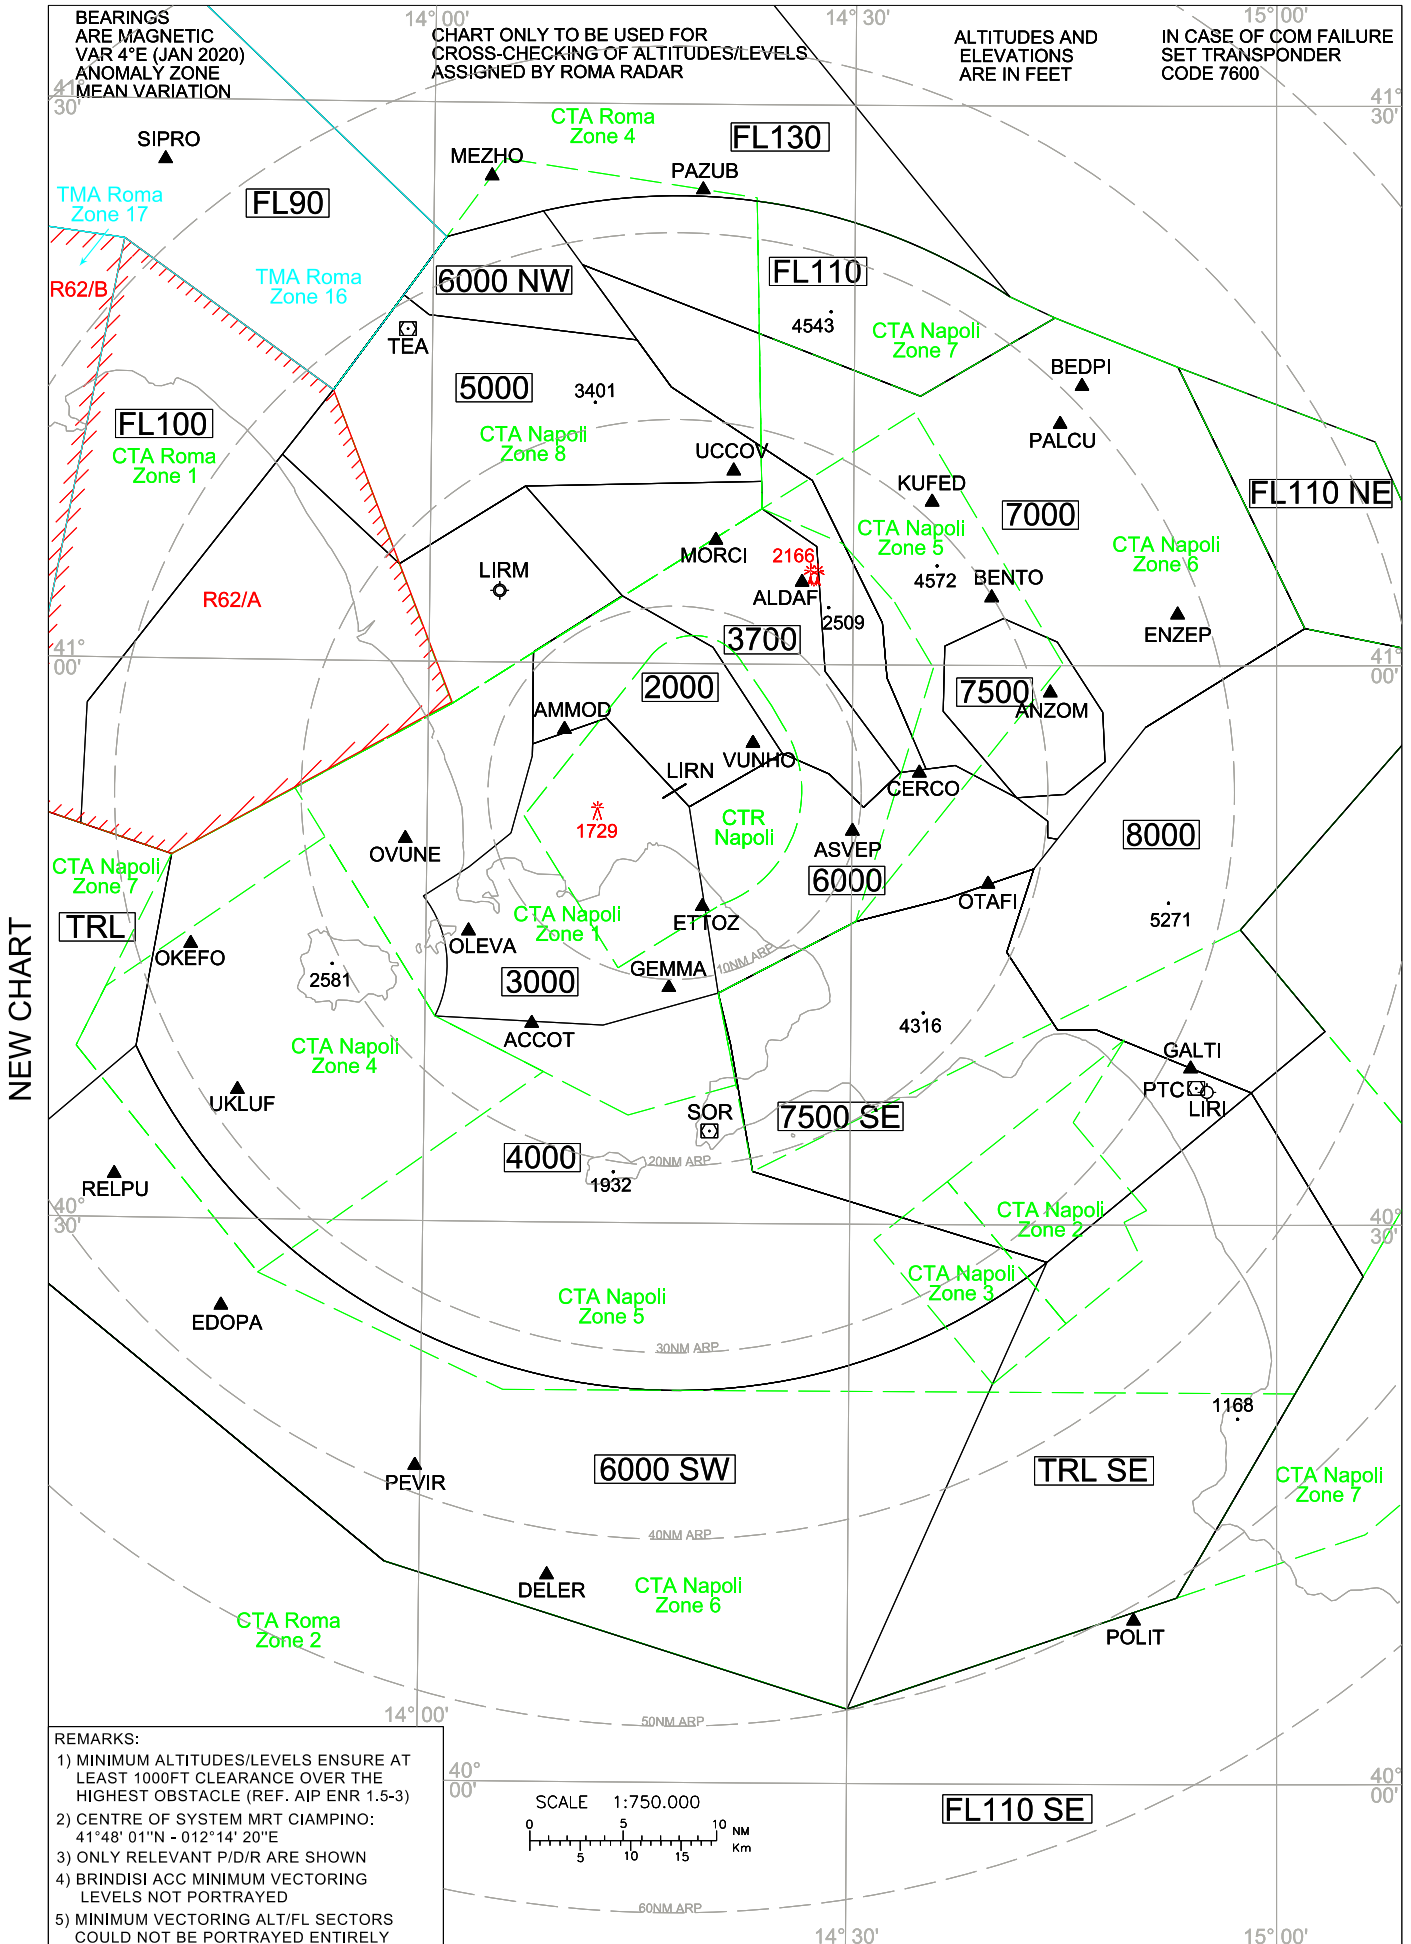 BEARINGS
ARE MAGNETIC
VAR 4°E (JAN 2020)
ANOMALY ZONE
MEAN VARIATION
CHART ONLY TO BE USED FOR
CROSS-CHECKING OF ALTITUDES/LEVELS
ASSIGNED BY ROMA RADAR
ALTITUDES AND
ELEVATIONS
ARE IN FEET
IN CASE OF COM FAILURE
SET TRANSPONDER
CODE 7600
14°00'
14°30'
15°00'
41°
30'
41°
30'
CTA Roma
Zone 4
FL130
SIPRO
MEZHO
PAZUB
TMA Roma
Zone 17
FL90
TMA Roma
Zone 16
6000 NW
FL110
R62/B
4543
CTA Napoli
Zone 7
TEA
BEDPI
5000
3401
FL100
PALCU
CTA Napoli
Zone 8
CTA Roma
Zone 1
UCCOV
KUFED
FL110 NE
7000
CTA Napoli
Zone 5
CTA Napoli
Zone 6
MORCI
2166
LIRM
4572
BENTO
ALDAF
R62/A
2509
ENZEP
3700
41°
00'
41°
00'
2000
7500
ANZOM
AMMOD
VUNHO
LIRN
CERCO
1729
CTR
Napoli
8000
OVUNE
ASVEP
CTA Napoli
Zone 7
6000
OTAFI
TRL
CTA Napoli
Zone 1
ETTOZ
5271
OLEVA
OKEFO
10NM ARP
GEMMA
2581
3000
NEW CHART
4316
ACCOT
CTA Napoli
Zone 4
GALTI
PTC
LIRI
UKLUF
SOR
7500 SE
4000
20NM ARP
RELPU
1932
40°
30'
CTA Napoli
Zone 2
40°
30'
CTA Napoli
Zone 3
CTA Napoli
Zone 5
EDOPA
30NM ARP
1168
6000 SW
TRL SE
PEVIR
CTA Napoli
Zone 7
40NM ARP
DELER
CTA Napoli
Zone 6
CTA Roma
Zone 2
POLIT
14°00'
50NM ARP
REMARKS:
1) MINIMUM ALTITUDES/LEVELS ENSURE AT
LEAST 1000FT CLEARANCE OVER THE
HIGHEST OBSTACLE (REF. AIP ENR 1.5-3)
2) CENTRE OF SYSTEM MRT CIAMPINO:
41°48' 01"N - 012°14' 20"E
3) ONLY RELEVANT P/D/R ARE SHOWN
4) BRINDISI ACC MINIMUM VECTORING
LEVELS NOT PORTRAYED
5) MINIMUM VECTORING ALT/FL SECTORS
COULD NOT BE PORTRAYED ENTIRELY
40°
00'
40°
00'
SCALE 1:750.000
0 5 10 NM
5 10 15 Km
FL110 SE
60NM ARP
14°30'
15°00'